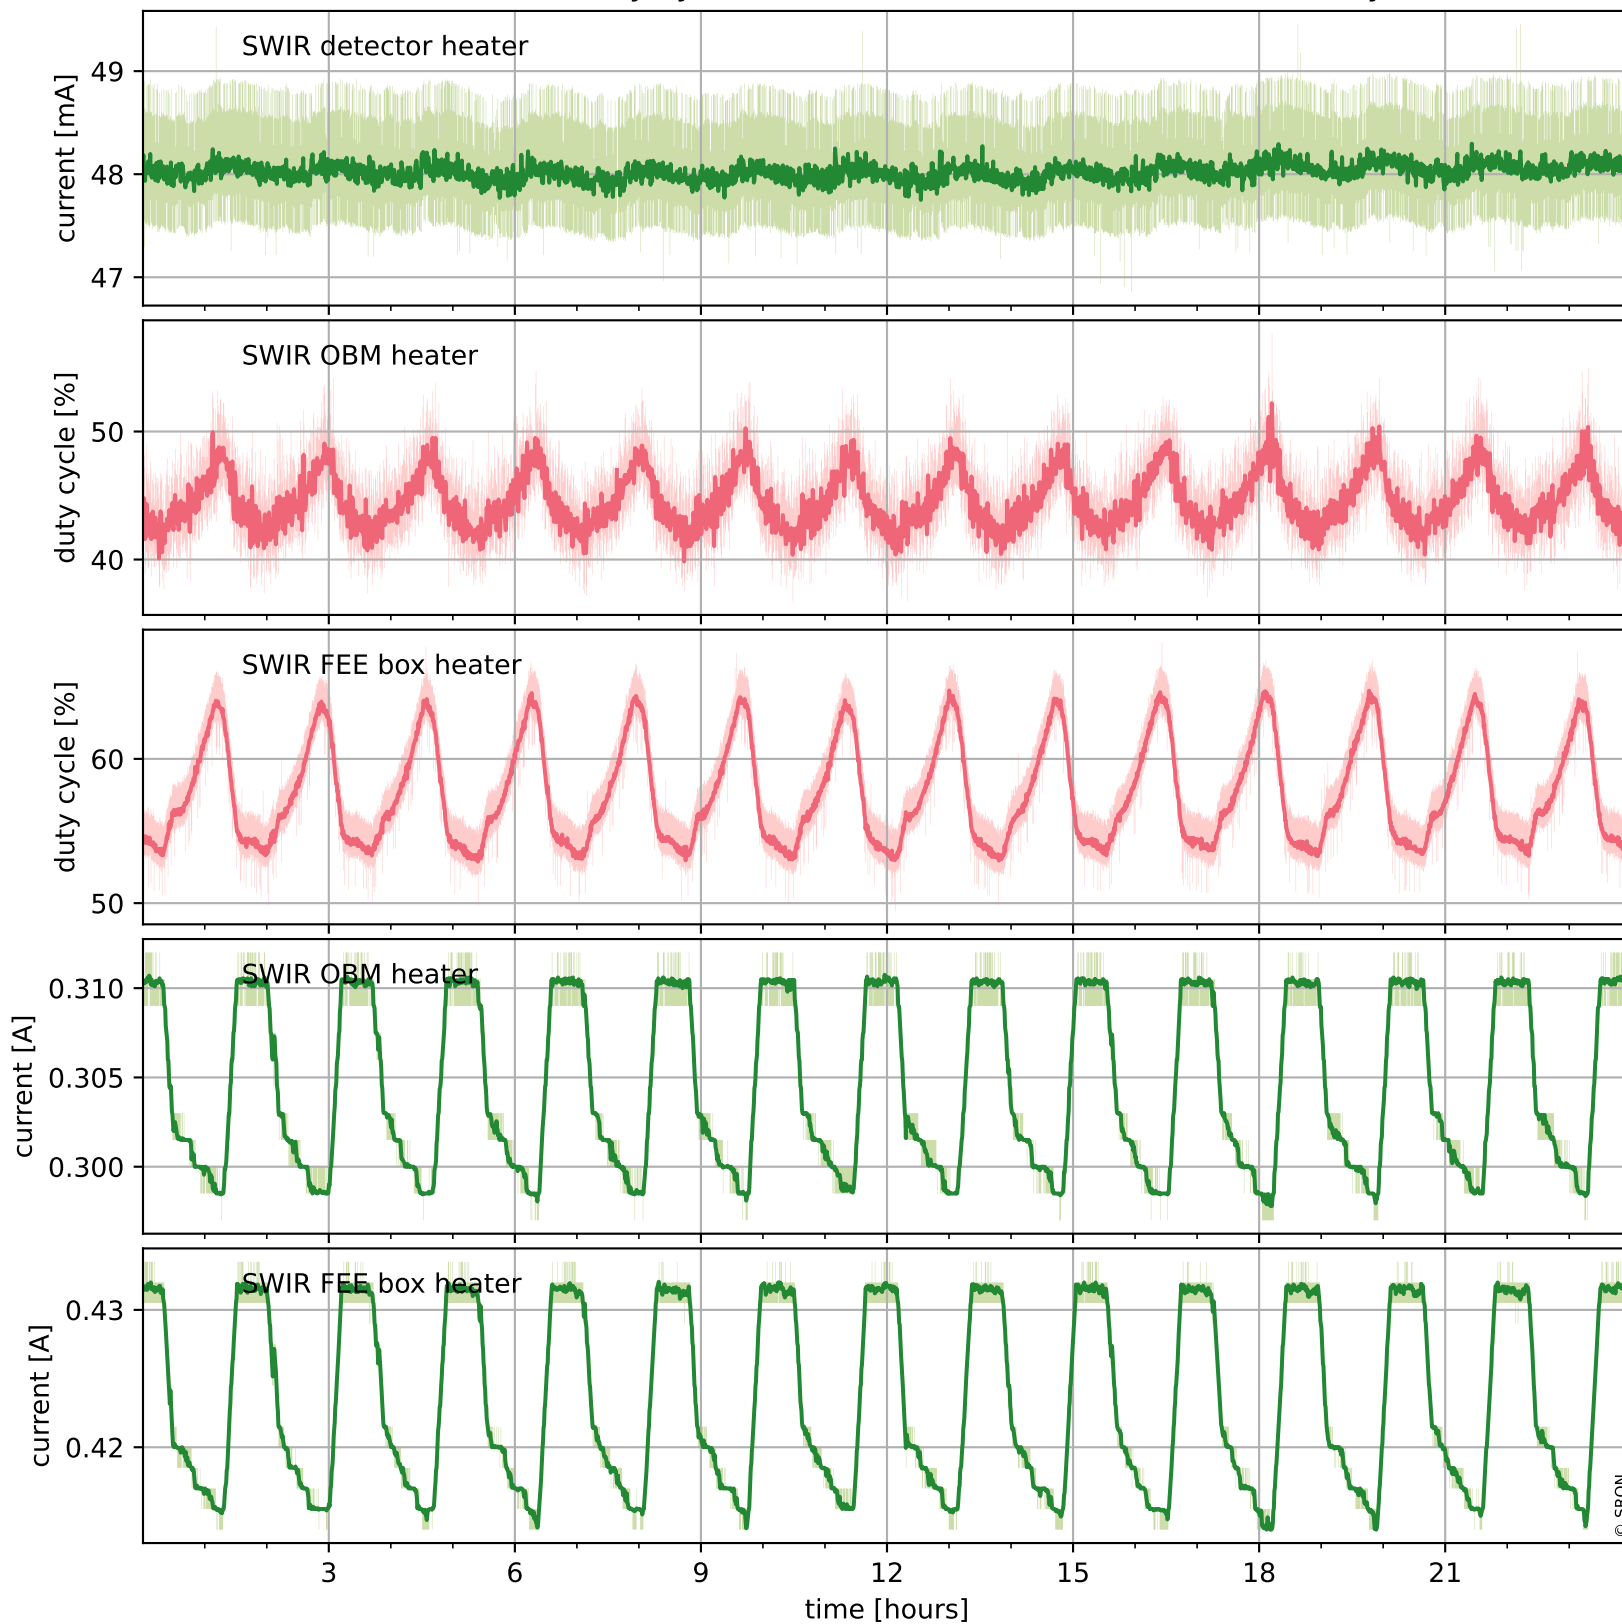 SWIR detector heater
49
48
47
current [mA]
SWIR OBM heater
50
40
duty cycle [%]
SWIR FEE box heater
60
50
duty cycle [%]
SWIR OBM heater
0.310
0.305
0.300
current [A]
SWIR FEE box heater
0.43
0.42
current [A]
© SRON
3 6 9 12 15 18 21
time [hours]